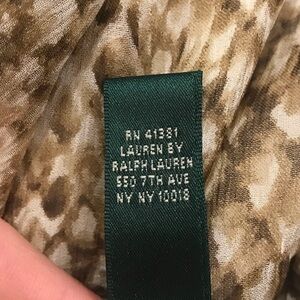 RN 41381
LAUREN BY
RALPH LAUREN
550 7TH AVE
NY NY 10018